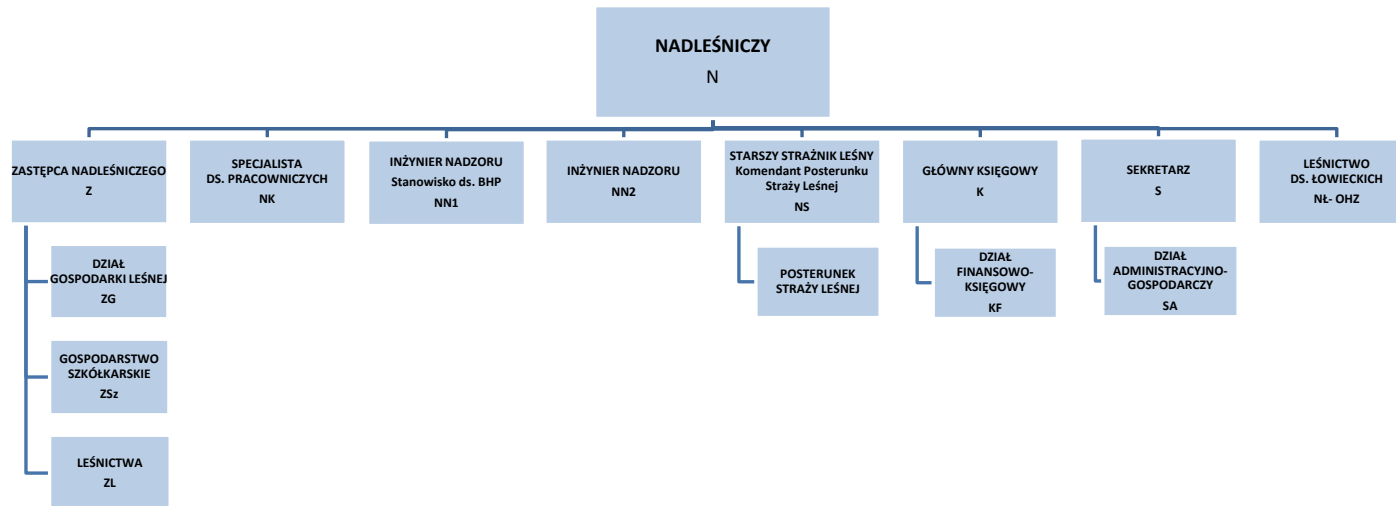 NADLEŚNICZY
N
ZASTĘPCA NADLEŚNICZEGO
Z
SPECJALISTA
DS. PRACOWNICZYCH
NK
INŻYNIER NADZORU
Stanowisko ds. BHP
NN1
INŻYNIER NADZORU
NN2
STARSZY STRAŻNIK LEŚNY
Komendant Posterunku
Straży Leśnej
NS
GŁÓWNY KSIĘGOWY
K
SEKRETARZ
S
LEŚNICTWO
DS. ŁOWIECKICH
NŁ- OHZ
DZIAŁ
GOSPODARKI LEŚNEJ
ZG
POSTERUNEK
STRAŻY LEŚNEJ
DZIAŁ
FINANSOWO-
KSIĘGOWY
KF
DZIAŁ
ADMINISTRACYJNO-
GOSPODARCZY
SA
GOSPODARSTWO
SZKÓŁKARSKIE
ZSz
LEŚNICTWA
ZL